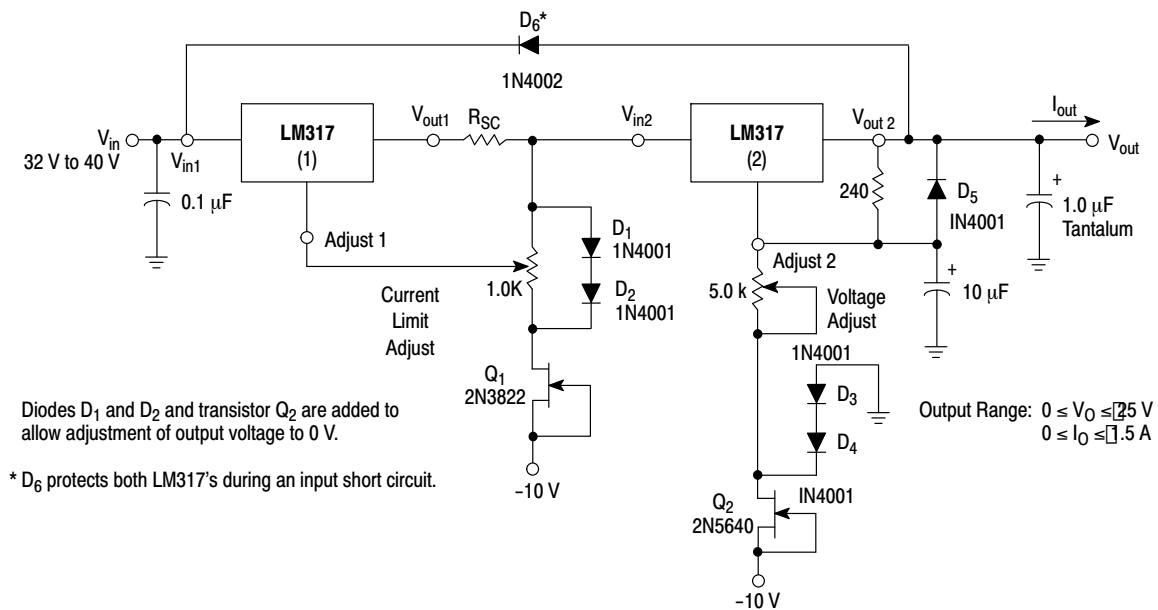 D6*
1N4002
Vin
32 V to 40 V
Vin1
0.1 μF
LM317
(1)
Vout1
RSC
Vin2
LM317
(2)
Vout 2
Iout
Vout
240
D5
IN4001
+
1.0 μF
Tantalum
Adjust 1
Current
Limit
Adjust
1.0K
D1
1N4001
D2
1N4001
Adjust 2
5.0 k
Voltage
Adjust
+
10 μF
1N4001
D3
D4
IN4001
Q1
2N3822
–10 V
Q2
2N5640
–10 V
Diodes D1 and D2 and transistor Q2 are added to
allow adjustment of output voltage to 0 V.
* D6 protects both LM317's during an input short circuit.
Output Range: 0 ≤ VO ≤ 25 V
0 ≤ IO ≤ 1.5 A